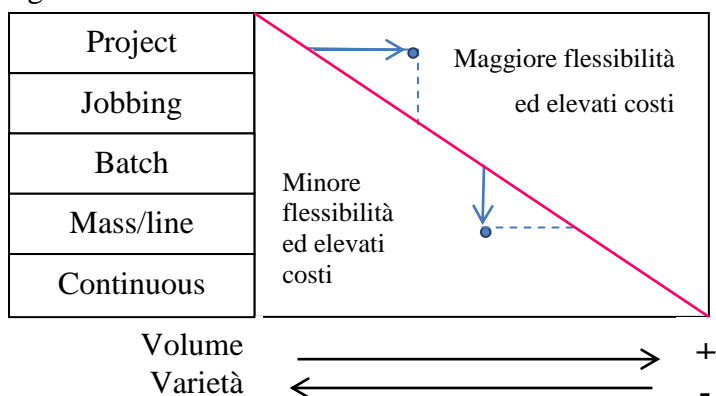 Project
Jobbing
Batch
Mass/line
Continuous
Maggiore flessibilità
ed elevati costi
Minore
flessibilità
ed elevati
costi
Volume
+
Varietà
-